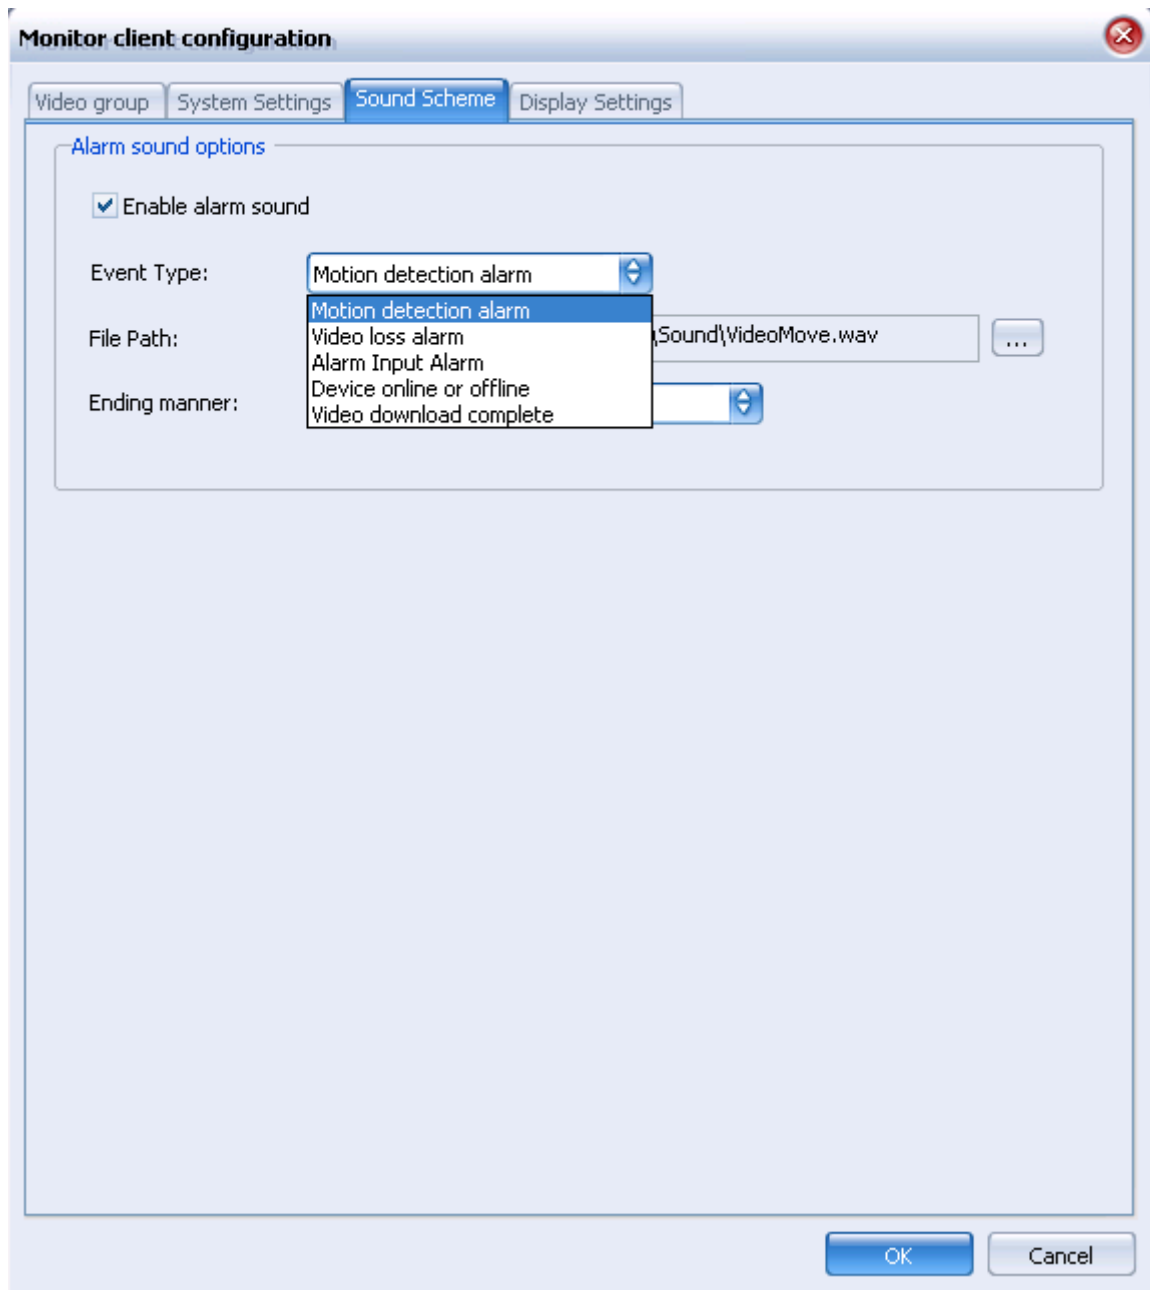 Monitor client configuration
Video group System Settings Sound Scheme Display Settings
Alarm sound options
Enable alarm sound
Event Type: Motion detection alarm
Motion detection alarm
Video loss alarm
Alarm Input Alarm
Device online or offline
Video download complete
File Path: \Sound\VideoMove.wav ...
Ending manner:
OK Cancel